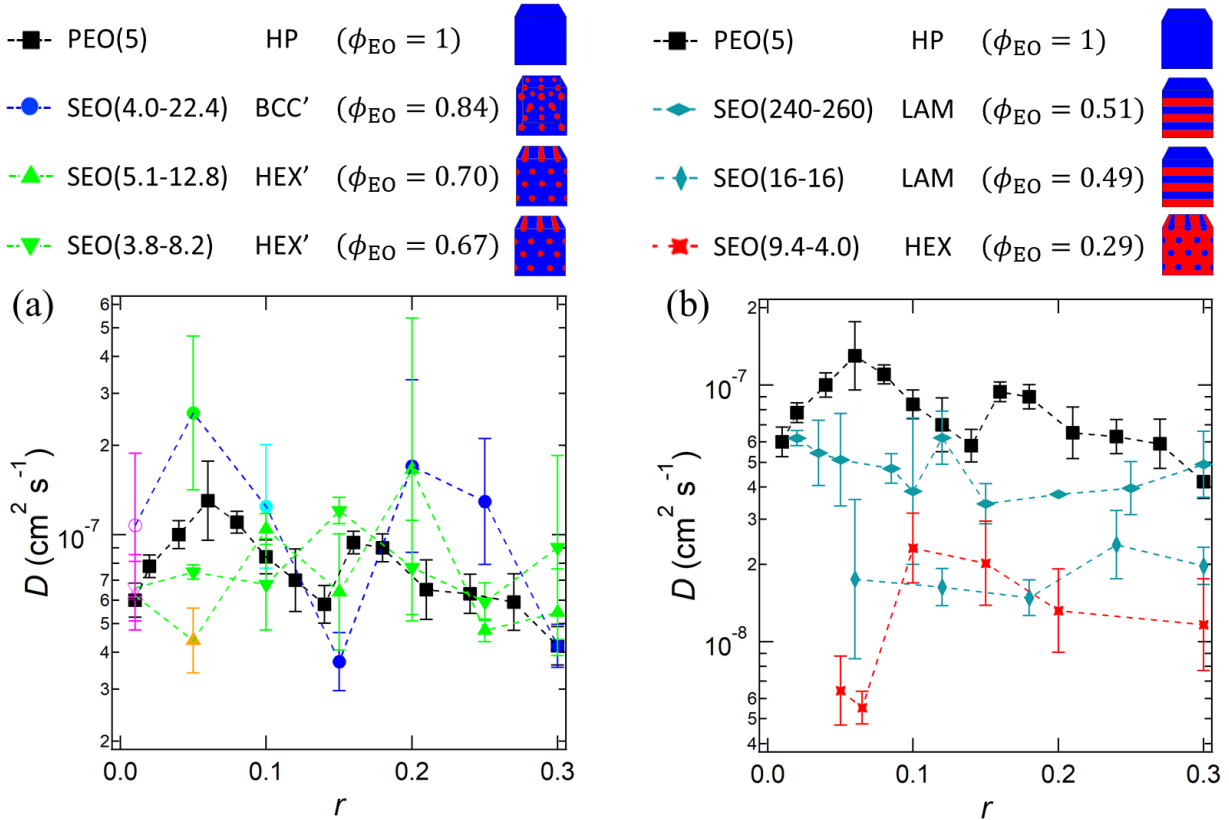 PEO(5) HP (ϕEO = 1)
SEO(4.0-22.4) BCC’ (ϕEO = 0.84)
SEO(5.1-12.8) HEX’ (ϕEO = 0.70)
SEO(3.8-8.2) HEX’ (ϕEO = 0.67)
PEO(5) HP (ϕEO = 1)
SEO(240-260) LAM (ϕEO = 0.51)
SEO(16-16) LAM (ϕEO = 0.49)
SEO(9.4-4.0) HEX (ϕEO = 0.29)
(a)
6
5
4
3
2
10⁻⁷
7
6
5
4
3
2
D (cm² s⁻¹)
0.0 0.1 0.2 0.3
r
(b)
2
10⁻⁷
6
5
4
3
2
10⁻⁸
6
5
4
D (cm² s⁻¹)
0.0 0.1 0.2 0.3
r